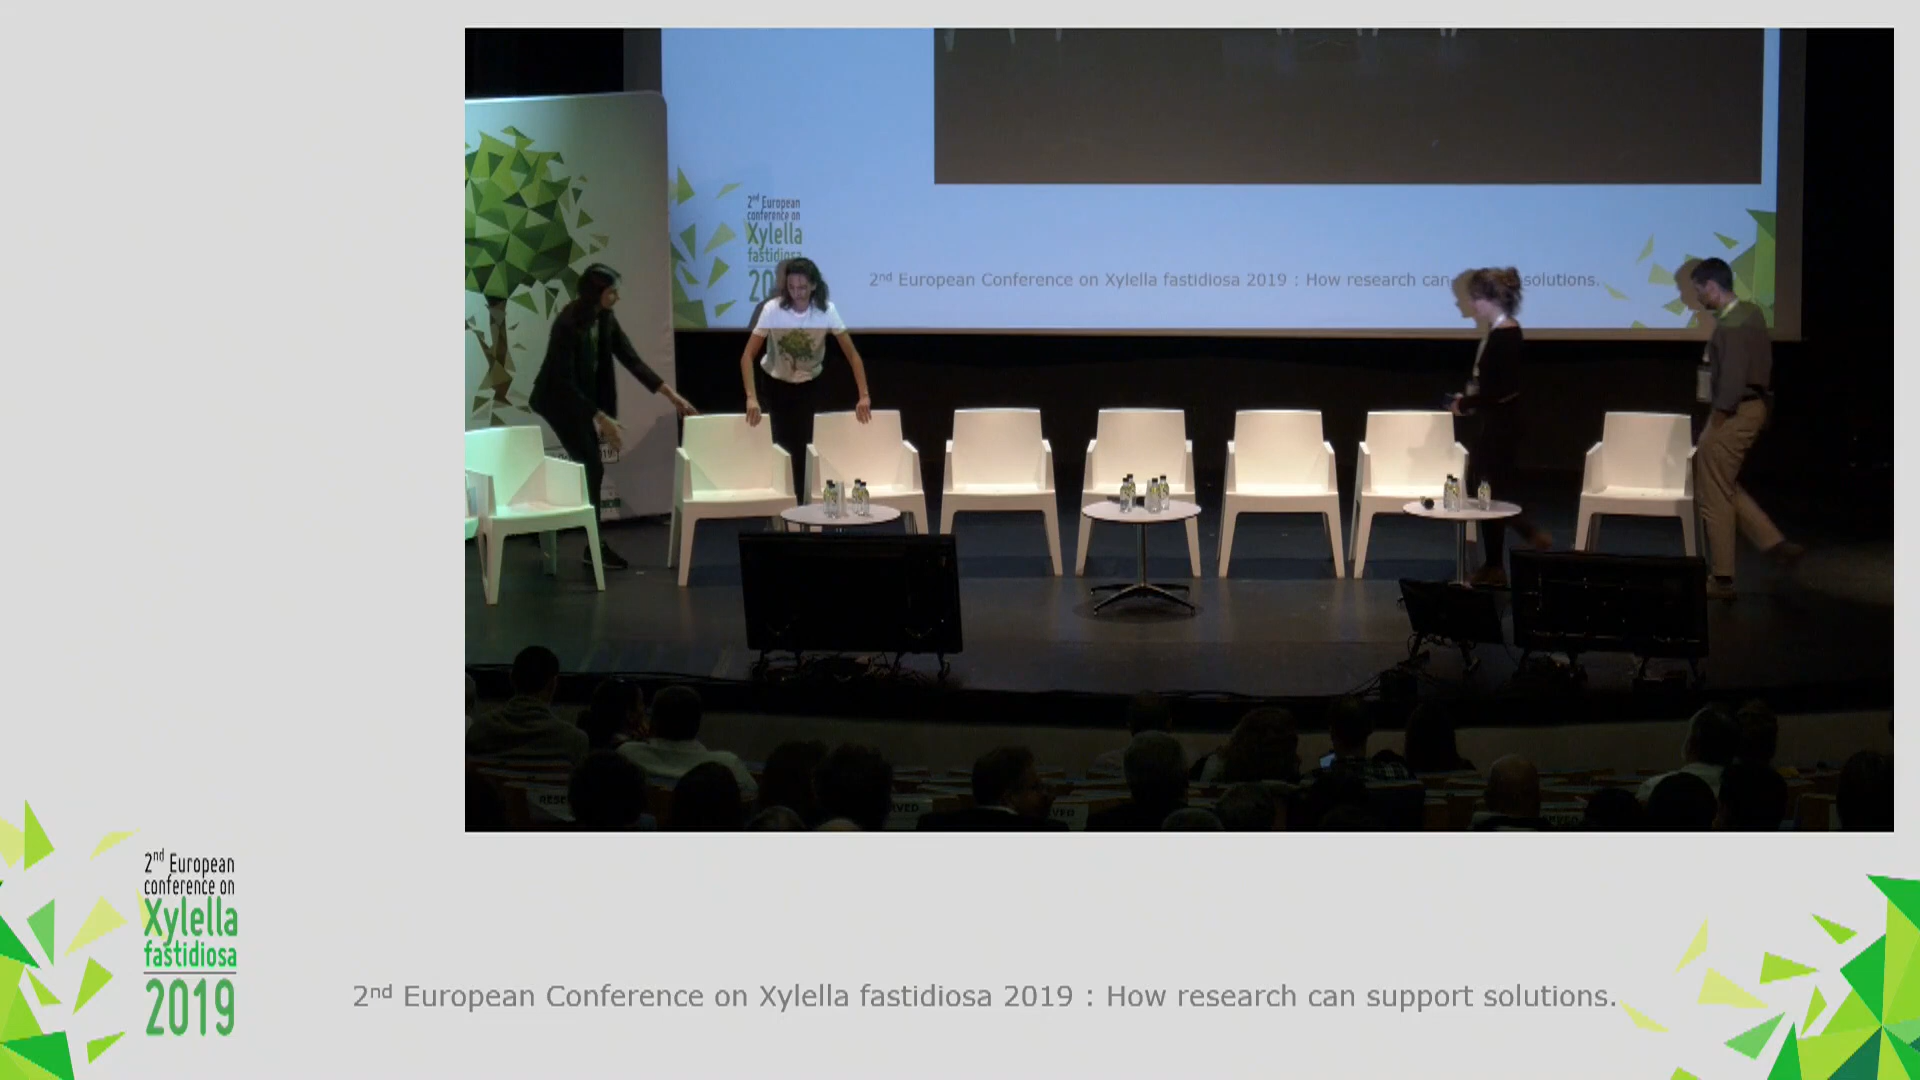 2nd European
conference on
Xylella
fastidiosa
20
2nd European Conference on Xylella fastidiosa 2019 : How research can solutions.
2nd European
conference on
Xylella
fastidiosa
2019
2nd European Conference on Xylella fastidiosa 2019 : How research can support solutions.